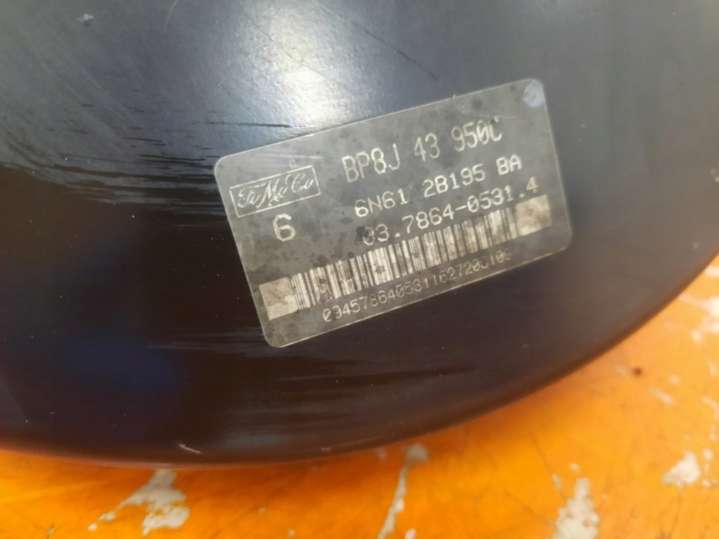 BP8J 43 950C
FoMoCo
6N61 2B195 BA
6
03.7864-0531.4